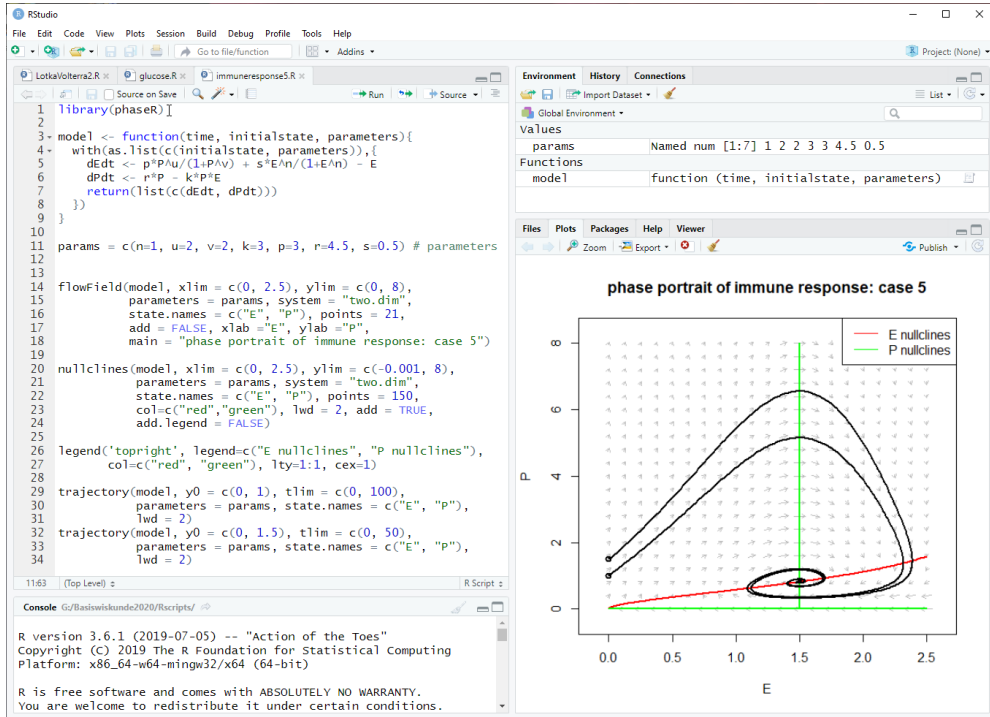 RStudio
File Edit Code View Plots Session Build Debug Profile Tools Help
Go to file/function Addins Project: (None)
LotkaVolterra2.R glucose.R immuneresponse5.R
Source on Save Run Source
1 library(phaseR)
2
3 model <- function(time, initialstate, parameters){
4 with(as.list(c(initialstate, parameters)),{
5 dEdt <- p*P^u/(1+P^v) + s*E^n/(1+E^n) - E
6 dPdt <- r*P - k*P*E
7 return(list(c(dEdt, dPdt)))
8 })
9 }
10
11 params = c(n=1, u=2, v=2, k=3, p=3, r=4.5, s=0.5) # parameters
12
13
14 flowField(model, xlim = c(0, 2.5), ylim = c(0, 8),
15 parameters = params, system = "two.dim",
16 state.names = c("E", "P"), points = 21,
17 add = FALSE, xlab ="E", ylab ="P",
18 main = "phase portrait of immune response: case 5")
19
20 nullclines(model, xlim = c(0, 2.5), ylim = c(-0.001, 8),
21 parameters = params, system = "two.dim",
22 state.names = c("E", "P"), points = 150,
23 col=c("red","green"), lwd = 2, add = TRUE,
24 add.legend = FALSE)
25
26 legend('topright', legend=c("E nullclines", "P nullclines"),
27 col=c("red", "green"), lty=1:1, cex=1)
28
29 trajectory(model, y0 = c(0, 1), tlim = c(0, 100),
30 parameters = params, state.names = c("E", "P"),
31 lwd = 2)
32 trajectory(model, y0 = c(0, 1.5), tlim = c(0, 50),
33 parameters = params, state.names = c("E", "P"),
34 lwd = 2)
11:63 (Top Level) R Script
Console G:/Basiswiskunde2020/Rscripts/
R version 3.6.1 (2019-07-05) -- "Action of the Toes"
Copyright (C) 2019 The R Foundation for Statistical Computing
Platform: x86_64-w64-mingw32/x64 (64-bit)
R is free software and comes with ABSOLUTELY NO WARRANTY.
You are welcome to redistribute it under certain conditions.
Environment History Connections
Import Dataset List
Global Environment
Values
params Named num [1:7] 1 2 2 3 3 4.5 0.5
Functions
model function (time, initialstate, parameters)
Files Plots Packages Help Viewer
Zoom Export Publish
phase portrait of immune response: case 5
E nullclines
P nullclines
8
6
4
2
0
P
0.0 0.5 1.0 1.5 2.0 2.5
E